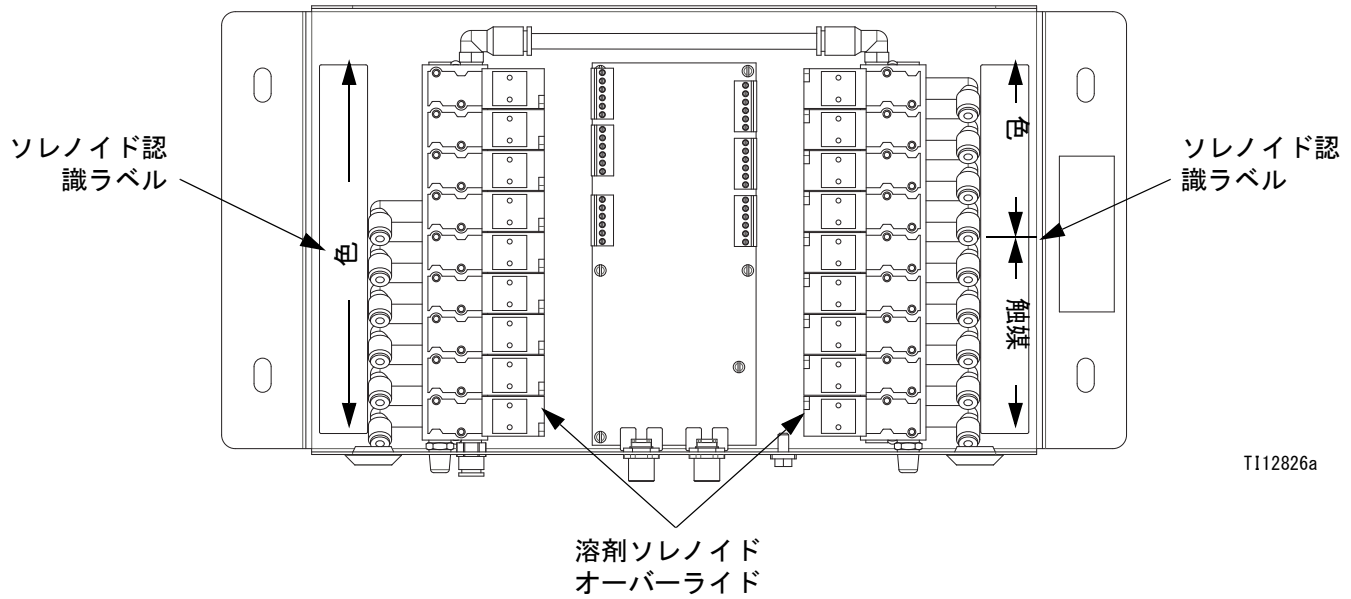 ソレノイド認
識ラベル
色
色
触媒
ソレノイド認
識ラベル
TI12826a
溶剤ソレノイド
オーバーライド